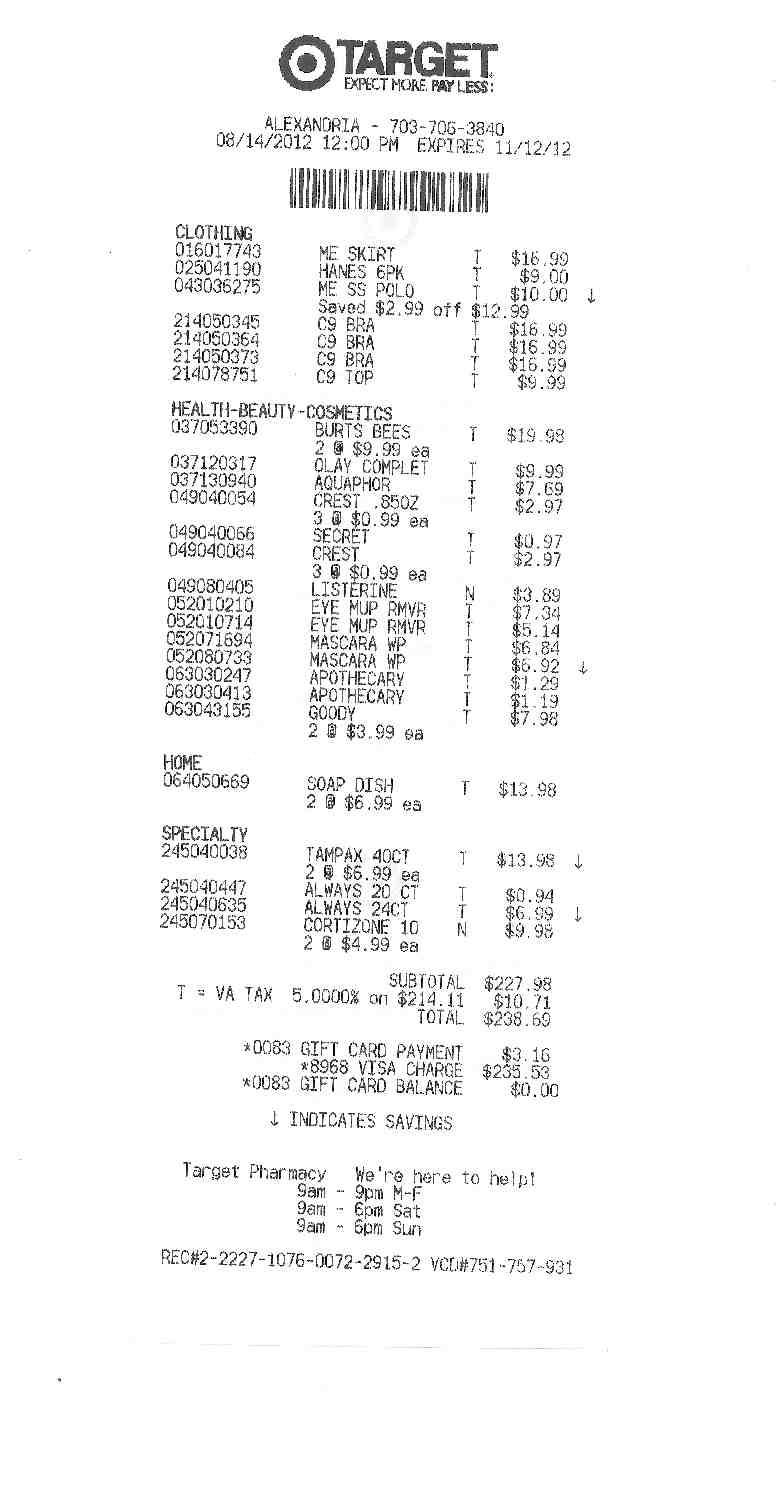 TARGET
EXPECT MORE. PAY LESS.
ALEXANDRIA - 703-706-3840
08/14/2012 12:00 PM EXPIRES 11/12/12
CLOTHING
016017743 ME SKIRT T $16.99
025041190 HANES 6PK T $9.00
043036275 ME SS POLO T $10.00 ↓
Saved $2.99 off $12.99
214050345 C9 BRA T $16.99
214050364 C9 BRA T $16.99
214050373 C9 BRA T $16.99
214078751 C9 TOP T $9.99
HEALTH-BEAUTY-COSMETICS
037053390 BURTS BEES T $19.98
2 @ $9.99 ea
037120317 OLAY COMPLET T $9.99
037130940 AQUAPHOR T $7.69
049040054 CREST .85OZ T $2.97
3 @ $0.99 ea
049040066 SECRET T $0.97
049040084 CREST T $2.97
3 @ $0.99 ea
049080405 LISTERINE N $3.89
052010210 EYE MUP RMVR T $7.34
052010714 EYE MUP RMVR T $5.14
052071694 MASCARA WP T $6.84
052080733 MASCARA WP T $6.92 ↓
063030247 APOTHECARY T $1.29
063030413 APOTHECARY T $1.19
063043155 GOODY T $7.98
2 @ $3.99 ea
HOME
064050669 SOAP DISH T $13.98
2 @ $6.99 ea
SPECIALTY
245040038 TAMPAX 40CT T $13.98 ↓
2 @ $6.99 ea
245040447 ALWAYS 20 CT T $0.94
245040635 ALWAYS 24CT T $6.99 ↓
245070153 CORTIZONE 10 N $9.98
2 @ $4.99 ea
SUBTOTAL $227.98
T = VA TAX 5.0000% on $214.11 $10.71
TOTAL $238.69
*0083 GIFT CARD PAYMENT $3.16
*8968 VISA CHARGE $235.53
*0083 GIFT CARD BALANCE $0.00
↓ INDICATES SAVINGS
Target Pharmacy We're here to help!
9am - 9pm M-F
9am - 6pm Sat
9am - 6pm Sun
REC#2-2227-1076-0072-2915-2 VCD#751-757-931